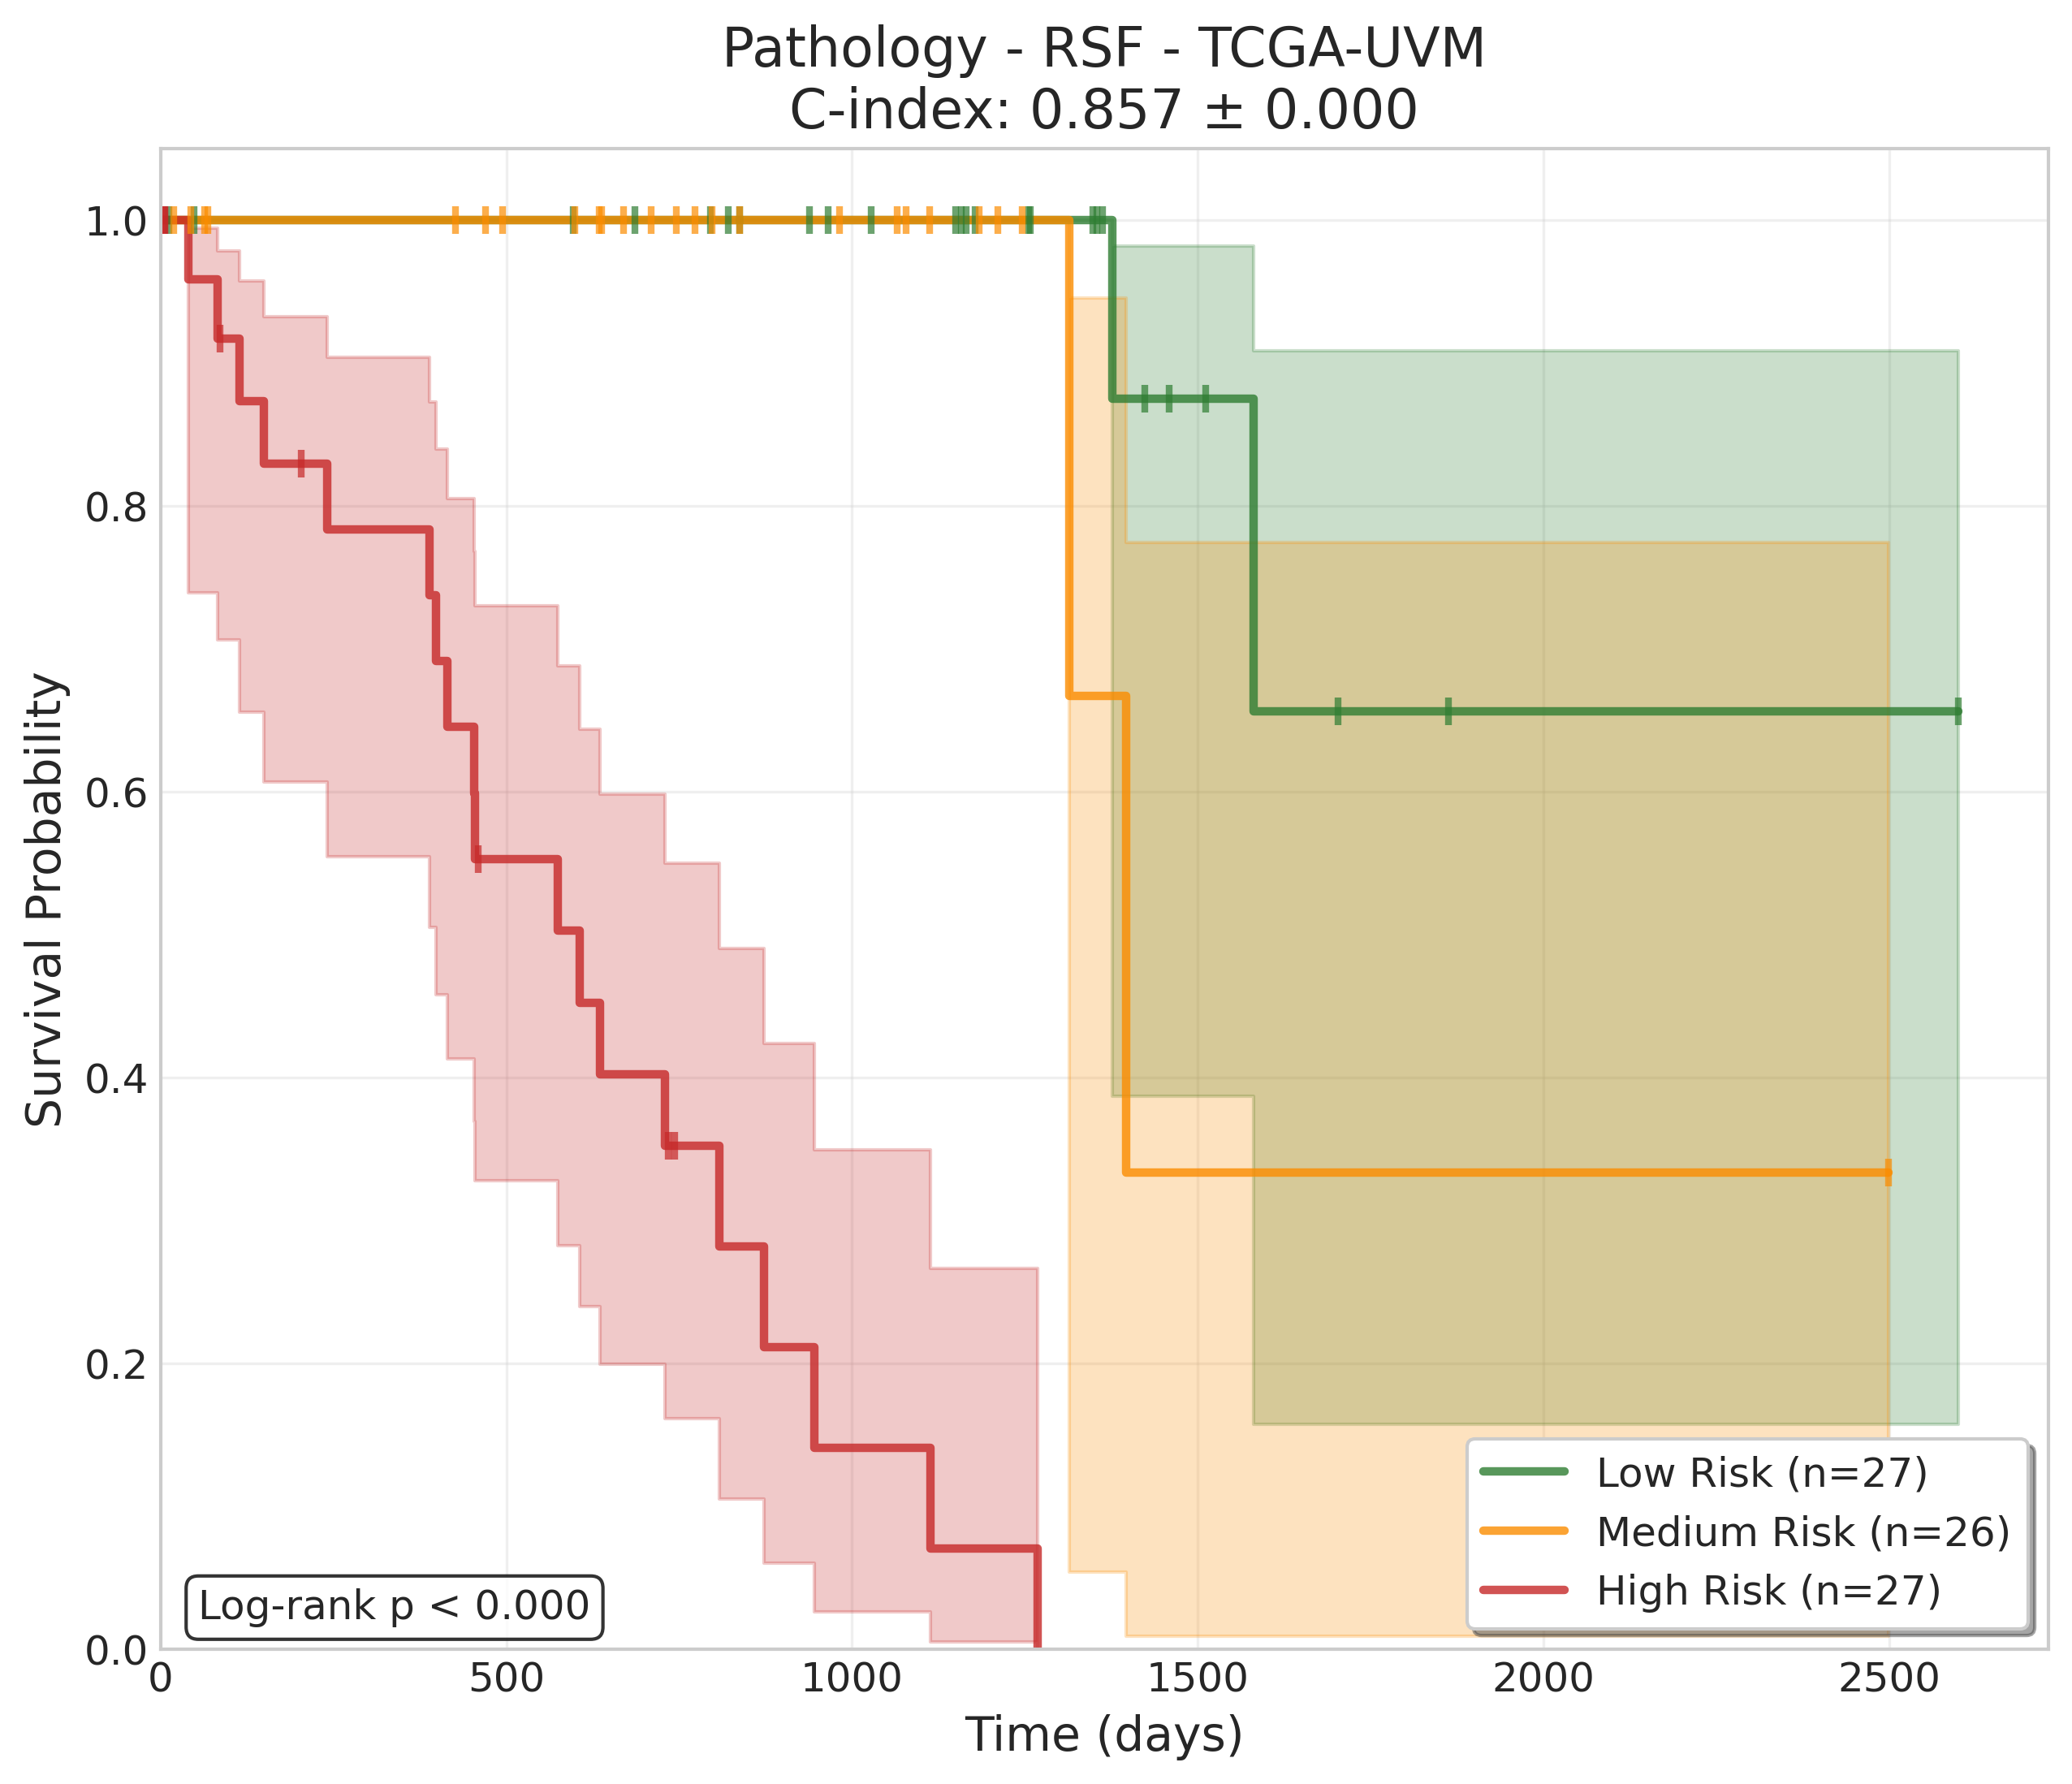 Pathology - RSF - TCGA-UVM
C-index: 0.857 ± 0.000
Survival Probability
1.0
0.8
0.6
0.4
0.2
0.0
Low Risk (n=27)
Medium Risk (n=26)
High Risk (n=27)
Log-rank p < 0.000
0 500 1000 1500 2000 2500
Time (days)